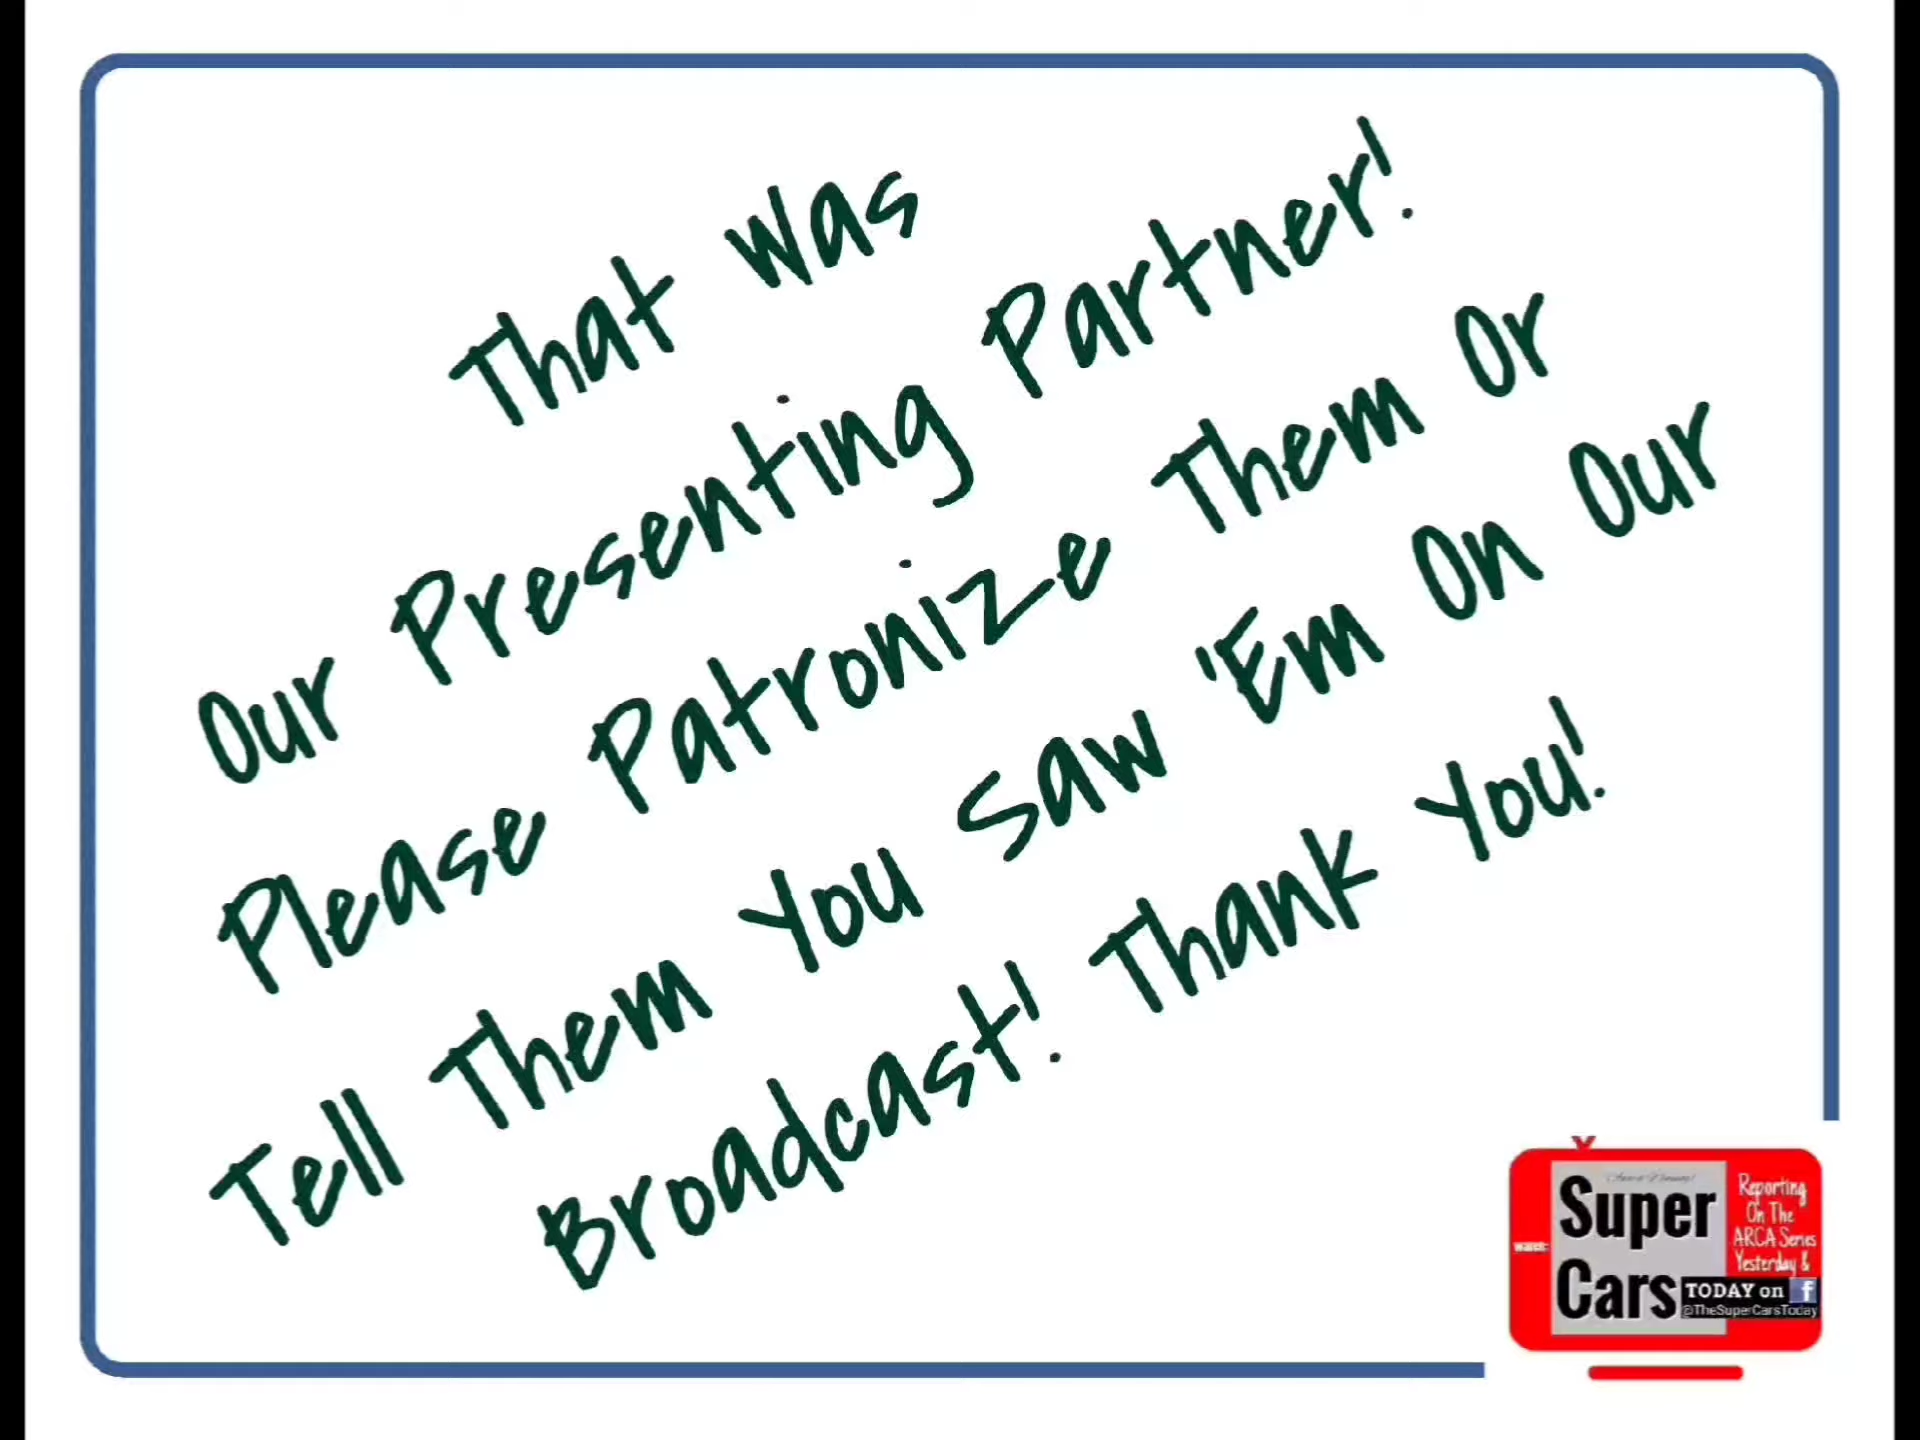 That Was
Our Presenting Partner!
Please Patronize Them Or
Tell Them You Saw 'Em On Our
Broadcast! Thank You!
Super
Cars
Reporting
On The
ARCA Series
Yesterday &
TODAY on f
@TheSuperCarsToday